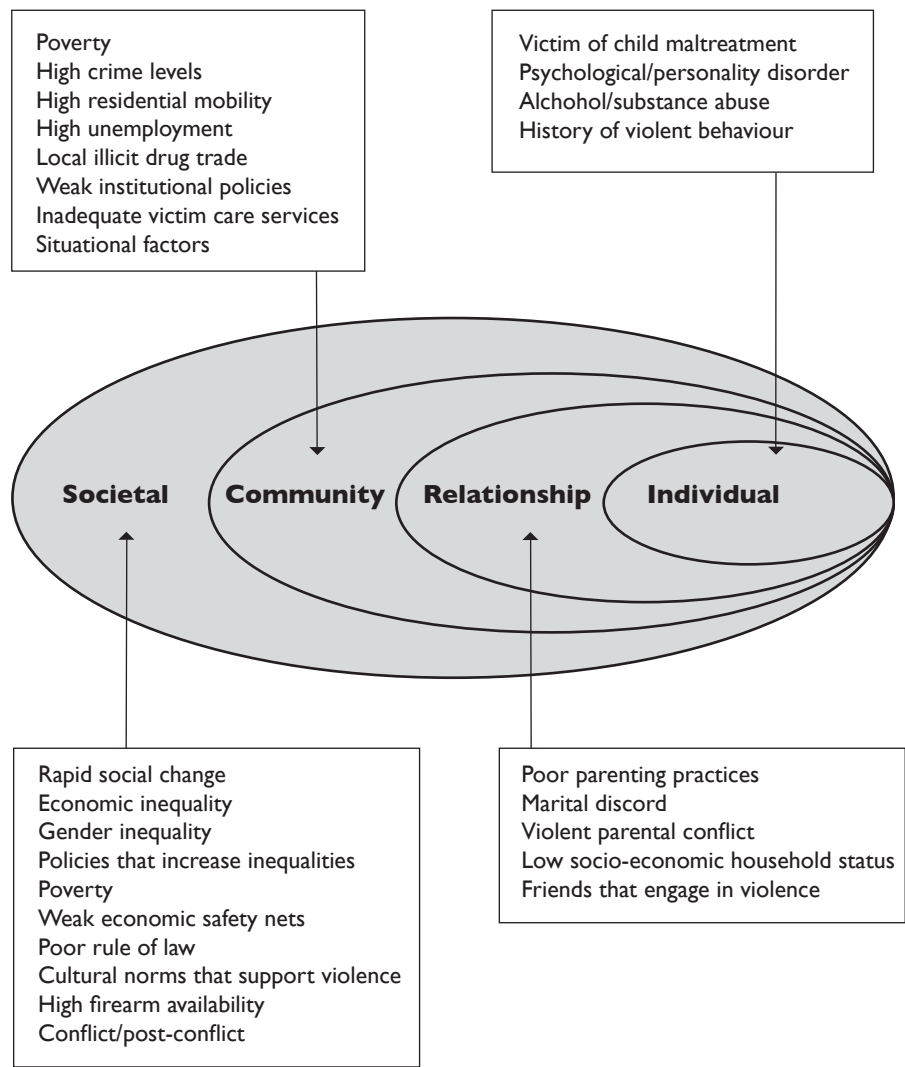 Poverty
High crime levels
High residential mobility
High unemployment
Local illicit drug trade
Weak institutional policies
Inadequate victim care services
Situational factors
Victim of child maltreatment
Psychological/personality disorder
Alchohol/substance abuse
History of violent behaviour
Societal
Community
Relationship
Individual
Rapid social change
Economic inequality
Gender inequality
Policies that increase inequalities
Poverty
Weak economic safety nets
Poor rule of law
Cultural norms that support violence
High firearm availability
Conflict/post-conflict
Poor parenting practices
Marital discord
Violent parental conflict
Low socio-economic household status
Friends that engage in violence